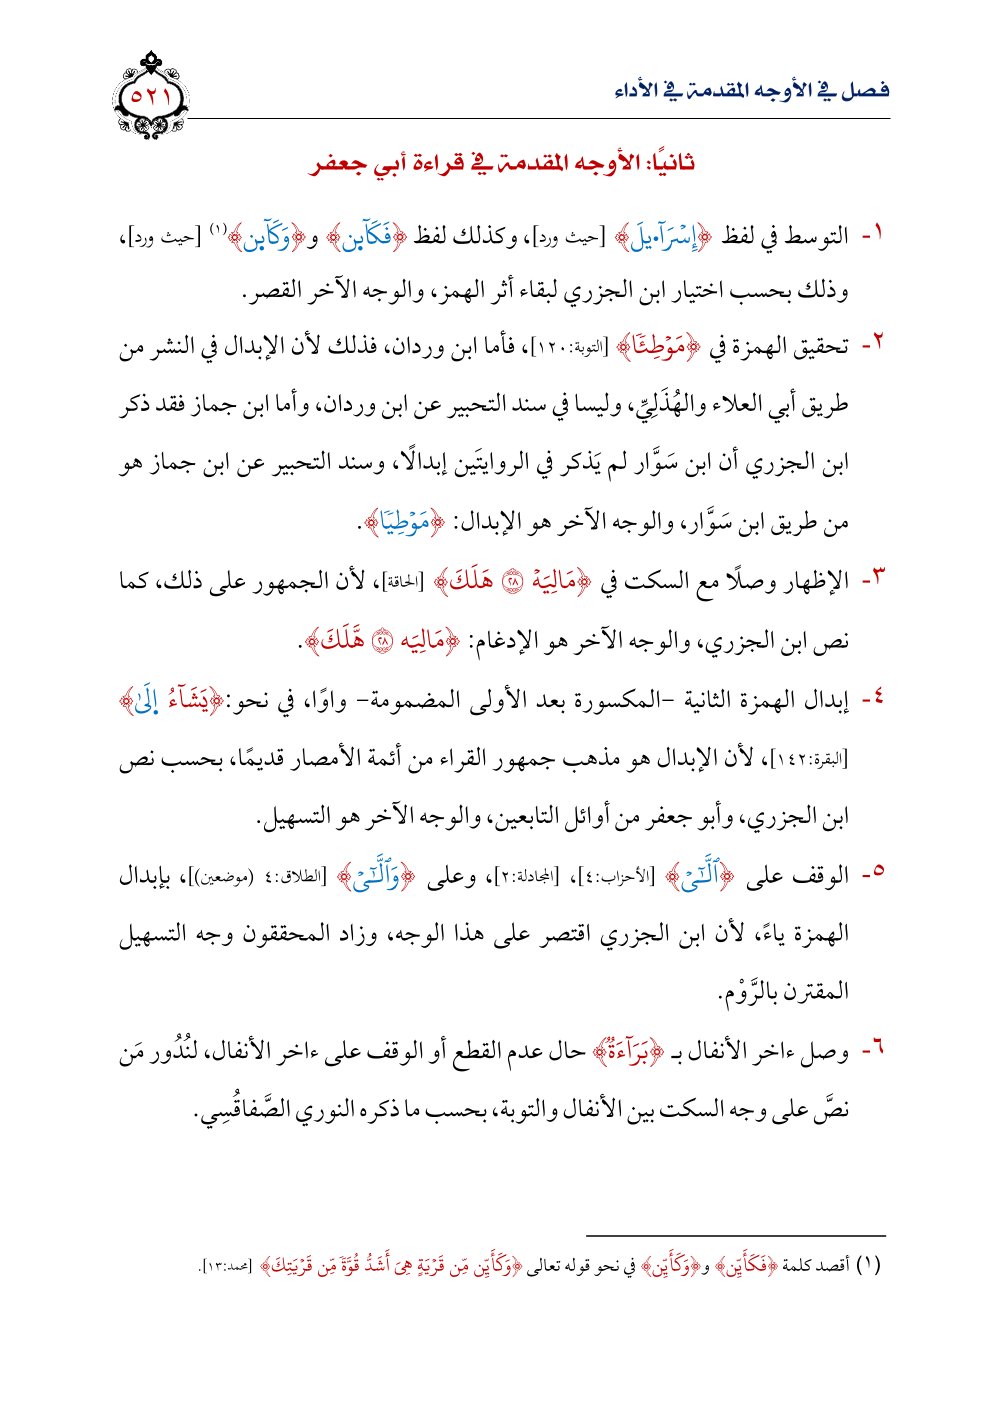 فصل في الأوجه المقدمة في الأداء
٥٢١
ثانيًا: الأوجه المقدمة في قراءة أبي جعفر
١- التوسط في لفظ ﴿إِسۡرَآ•يلَ﴾ [حيث ورد]، وكذلك لفظ ﴿فَكَآىِٕن﴾ و﴿وَكَآىِٕن﴾(١) [حيث ورد]،
وذلك بحسب اختيار ابن الجزري لبقاء أثر الهمز، والوجه الآخر القصر.
٢- تحقيق الهمزة في ﴿مَوۡطِئٗا﴾ [التوبة:١٢٠]، فأما ابن وردان، فذلك لأن الإبدال في النشر من
طريق أبي العلاء والهُذَلِيِّ، وليسا في سند التحبير عن ابن وردان، وأما ابن جماز فقد ذكر
ابن الجزري أن ابن سَوَّار لم يَذكر في الروايتَين إبدالًا، وسند التحبير عن ابن جماز هو
من طريق ابن سَوَّار، والوجه الآخر هو الإبدال: ﴿مَوۡطِيٗا﴾.
٣- الإظهار وصلًا مع السكت في ﴿مَالِيَهۡ ٢٨ هَلَكَ﴾ [الحاقة]، لأن الجمهور على ذلك، كما
نص ابن الجزري، والوجه الآخر هو الإدغام: ﴿مَالِيَه ٢٨ هَّلَكَ﴾.
٤- إبدال الهمزة الثانية -المكسورة بعد الأولى المضمومة- واوًا، في نحو:﴿يَشَآءُ اِلَىٰ﴾
[البقرة:١٤٢]، لأن الإبدال هو مذهب جمهور القراء من أئمة الأمصار قديمًا، بحسب نص
ابن الجزري، وأبو جعفر من أوائل التابعين، والوجه الآخر هو التسهيل.
٥- الوقف على ﴿ٱلَّٰٓيۡ﴾ [الأحزاب:٤]، [المجادلة:٢]، وعلى ﴿وَٱلَّٰٓيۡ﴾ [الطلاق:٤ (موضعين)]، بإبدال
الهمزة ياءً، لأن ابن الجزري اقتصر على هذا الوجه، وزاد المحققون وجه التسهيل
المقترن بالرَّوْم.
٦- وصل ءاخر الأنفال بـ ﴿بَرَآءَةٞ﴾ حال عدم القطع أو الوقف على ءاخر الأنفال، لنُدُور مَن
نصَّ على وجه السكت بين الأنفال والتوبة، بحسب ما ذكره النوري الصَّفاقُسِي.
(١) أقصد كلمة ﴿فَكَأَيِّن﴾ و﴿وَكَأَيِّن﴾ في نحو قوله تعالى ﴿وَكَأَيِّن مِّن قَرۡيَةٍ هِيَ أَشَدُّ قُوَّةٗ مِّن قَرۡيَتِكَ﴾ [محمد:١٣].